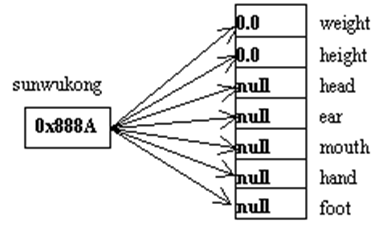 0.0 weight
0.0 height
sunwukong
null head
0x888A
null ear
null mouth
null hand
null foot